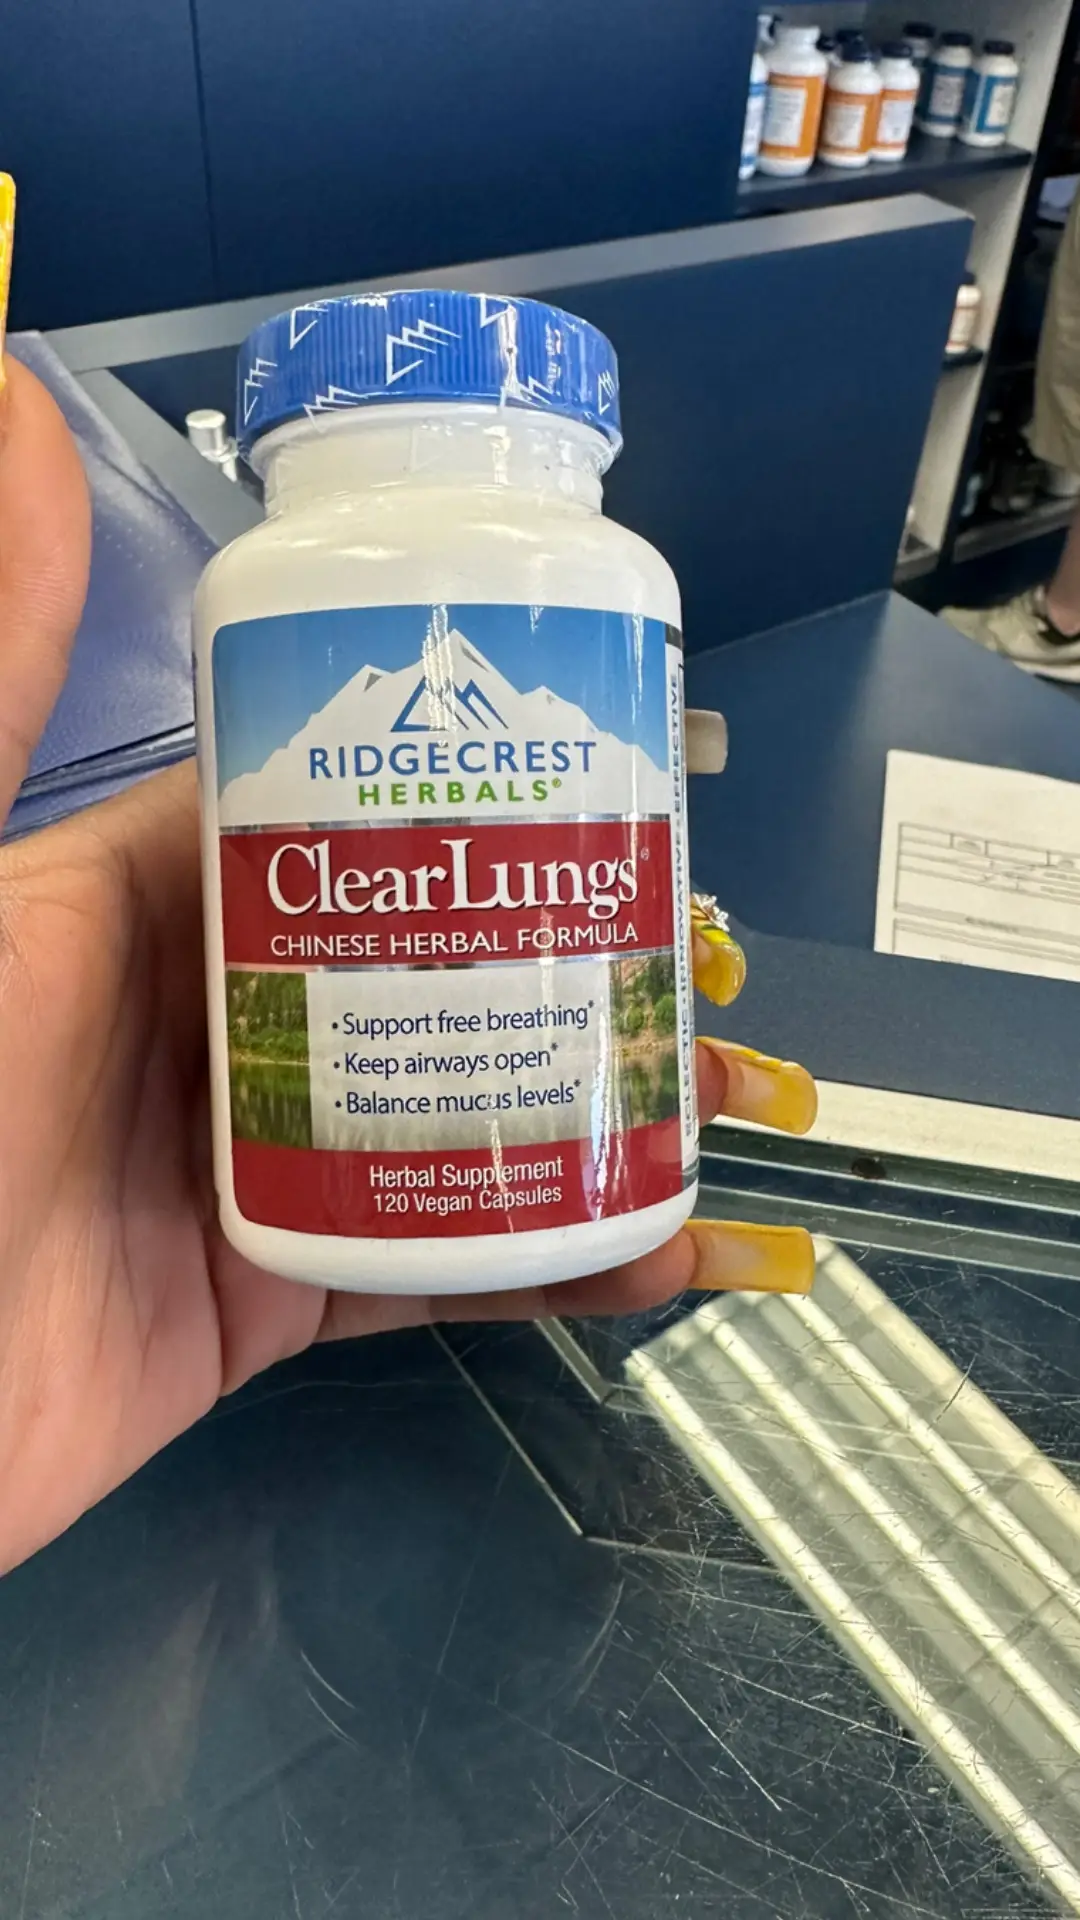 RIDGECREST
HERBALS®
ClearLungs®
CHINESE HERBAL FORMULA
• Support free breathing*
• Keep airways open*
• Balance mucus levels*
Herbal Supplement
120 Vegan Capsules
ECLECTIC • INNOVATIVE • EFFECTIVE